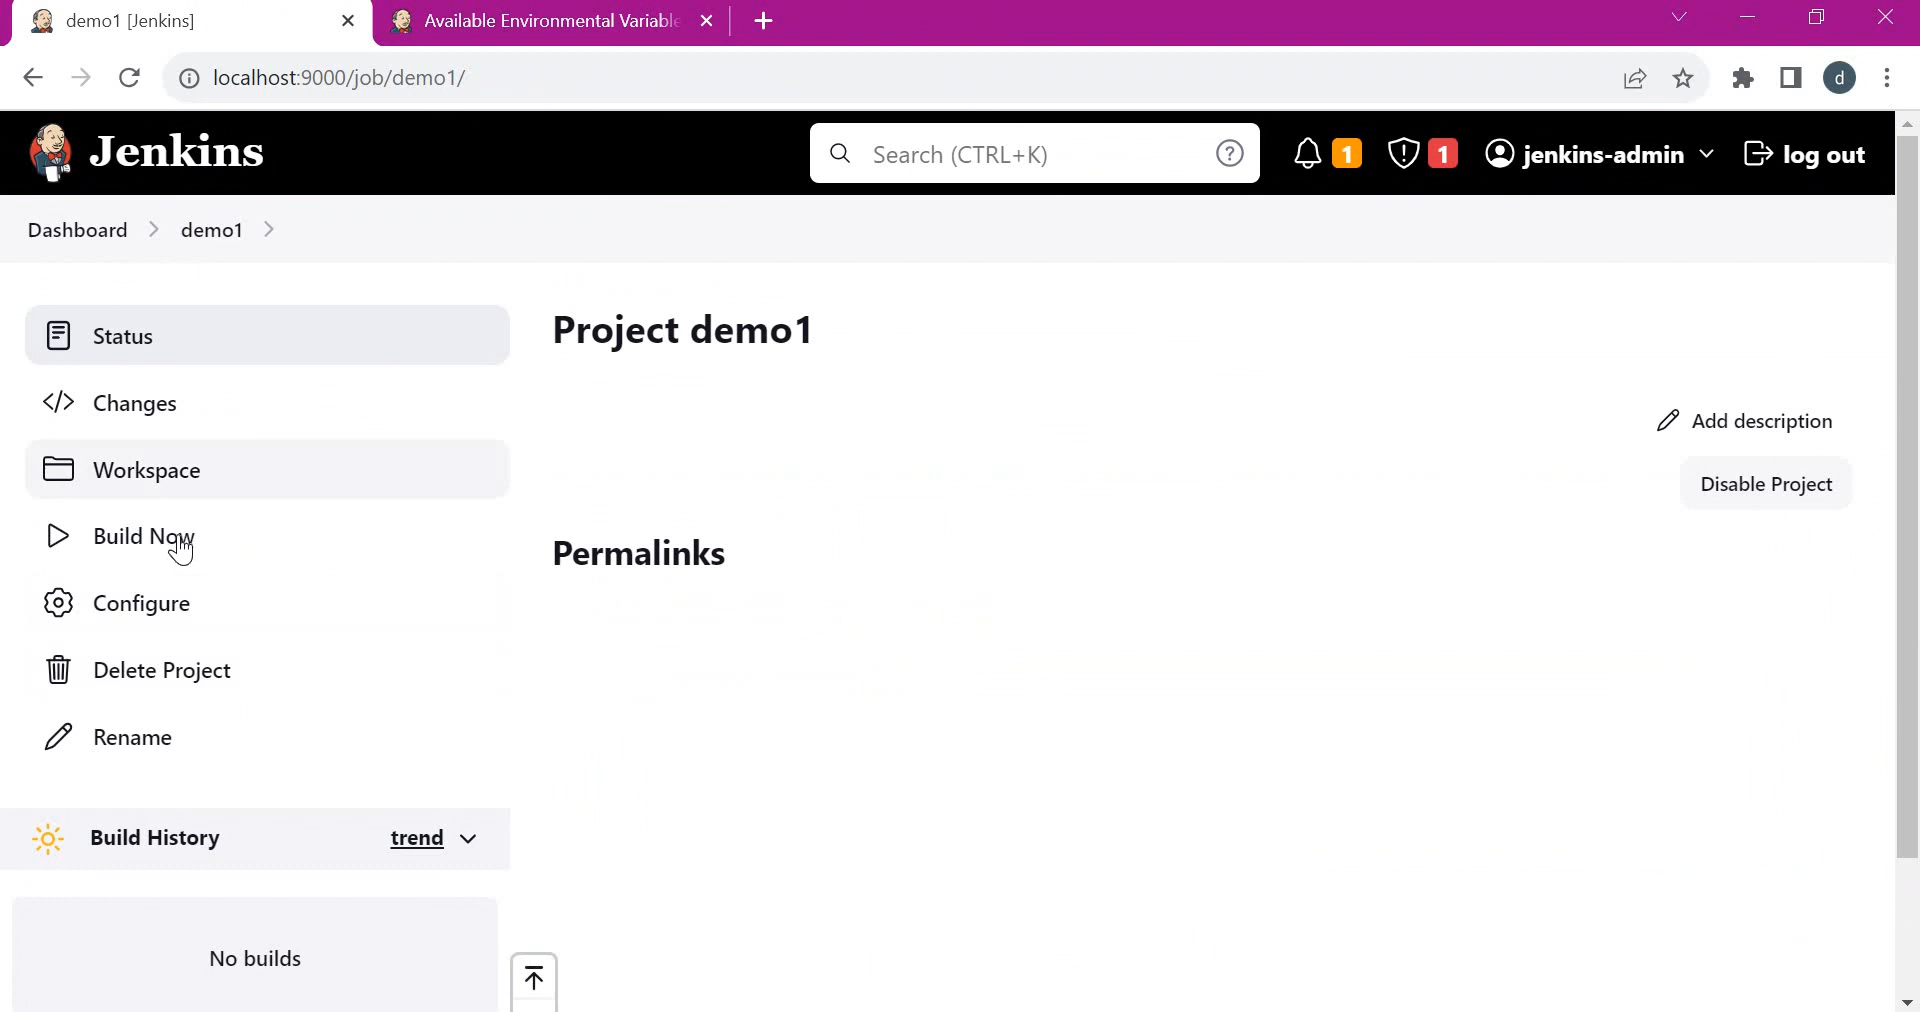 demo1 [Jenkins]
Available Environmental Variable
localhost:9000/job/demo1/
d
Jenkins
Search (CTRL+K)
?
1
1
jenkins-admin
log out
Dashboard
demo1
Status
Project demo1
Changes
Add description
Workspace
Disable Project
Build Now
Permalinks
Configure
Delete Project
Rename
Build History
trend
No builds